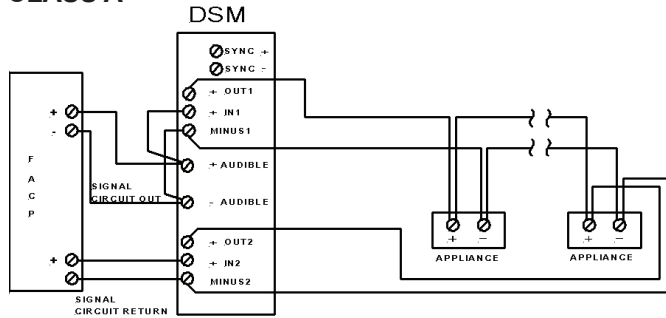 DSM
SYNC +
SYNC -
+ OUT1
+ IN1
MINUS1
+ AUDIBLE
- AUDIBLE
+ OUT2
+ IN2
MINUS2
F
A
C
P
+
-
SIGNAL
CIRCUIT OUT
+
SIGNAL
CIRCUIT RETURN
+ -
APPLIANCE
+ -
APPLIANCE